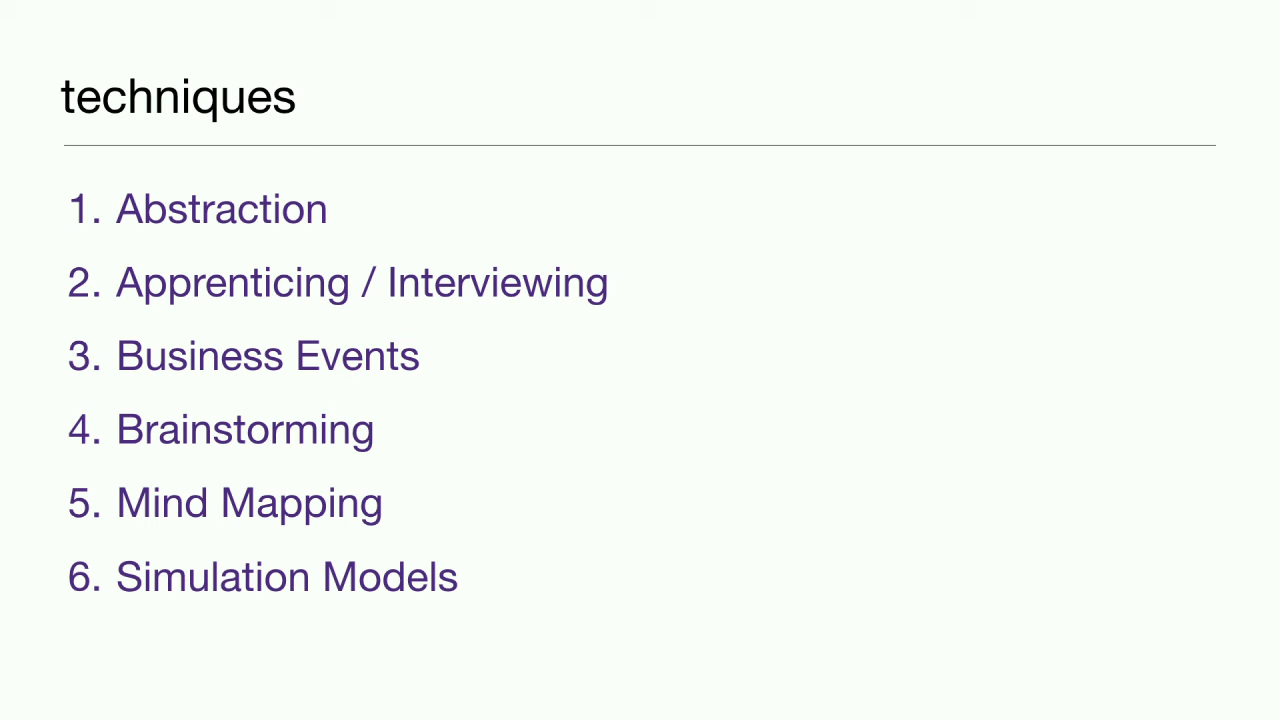 techniques
1. Abstraction
2. Apprenticing / Interviewing
3. Business Events
4. Brainstorming
5. Mind Mapping
6. Simulation Models